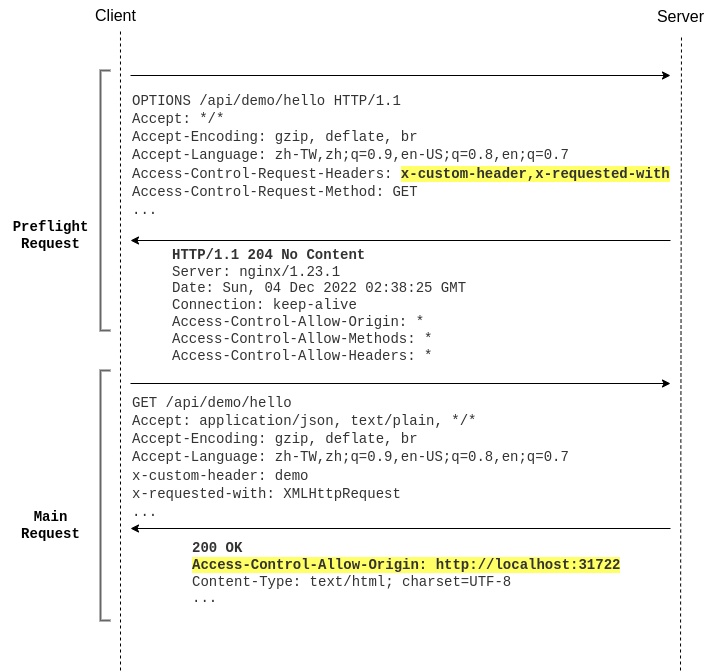 Client
Server
OPTIONS /api/demo/hello HTTP/1.1
Accept: */*
Accept-Encoding: gzip, deflate, br
Accept-Language: zh-TW,zh;q=0.9,en-US;q=0.8,en;q=0.7
Access-Control-Request-Headers: x-custom-header,x-requested-with
Access-Control-Request-Method: GET
...
Preflight
Request
HTTP/1.1 204 No Content
Server: nginx/1.23.1
Date: Sun, 04 Dec 2022 02:38:25 GMT
Connection: keep-alive
Access-Control-Allow-Origin: *
Access-Control-Allow-Methods: *
Access-Control-Allow-Headers: *
GET /api/demo/hello
Accept: application/json, text/plain, */*
Accept-Encoding: gzip, deflate, br
Accept-Language: zh-TW,zh;q=0.9,en-US;q=0.8,en;q=0.7
x-custom-header: demo
x-requested-with: XMLHttpRequest
...
Main
Request
200 OK
Access-Control-Allow-Origin: http://localhost:31722
Content-Type: text/html; charset=UTF-8
...